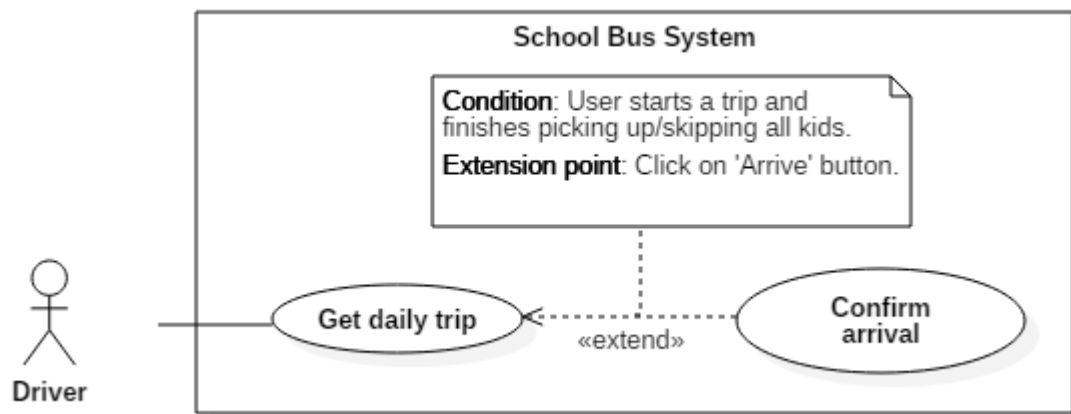 School Bus System
Condition: User starts a trip and
finishes picking up/skipping all kids.
Extension point: Click on 'Arrive' button.
Get daily trip
«extend»
Confirm
arrival
Driver